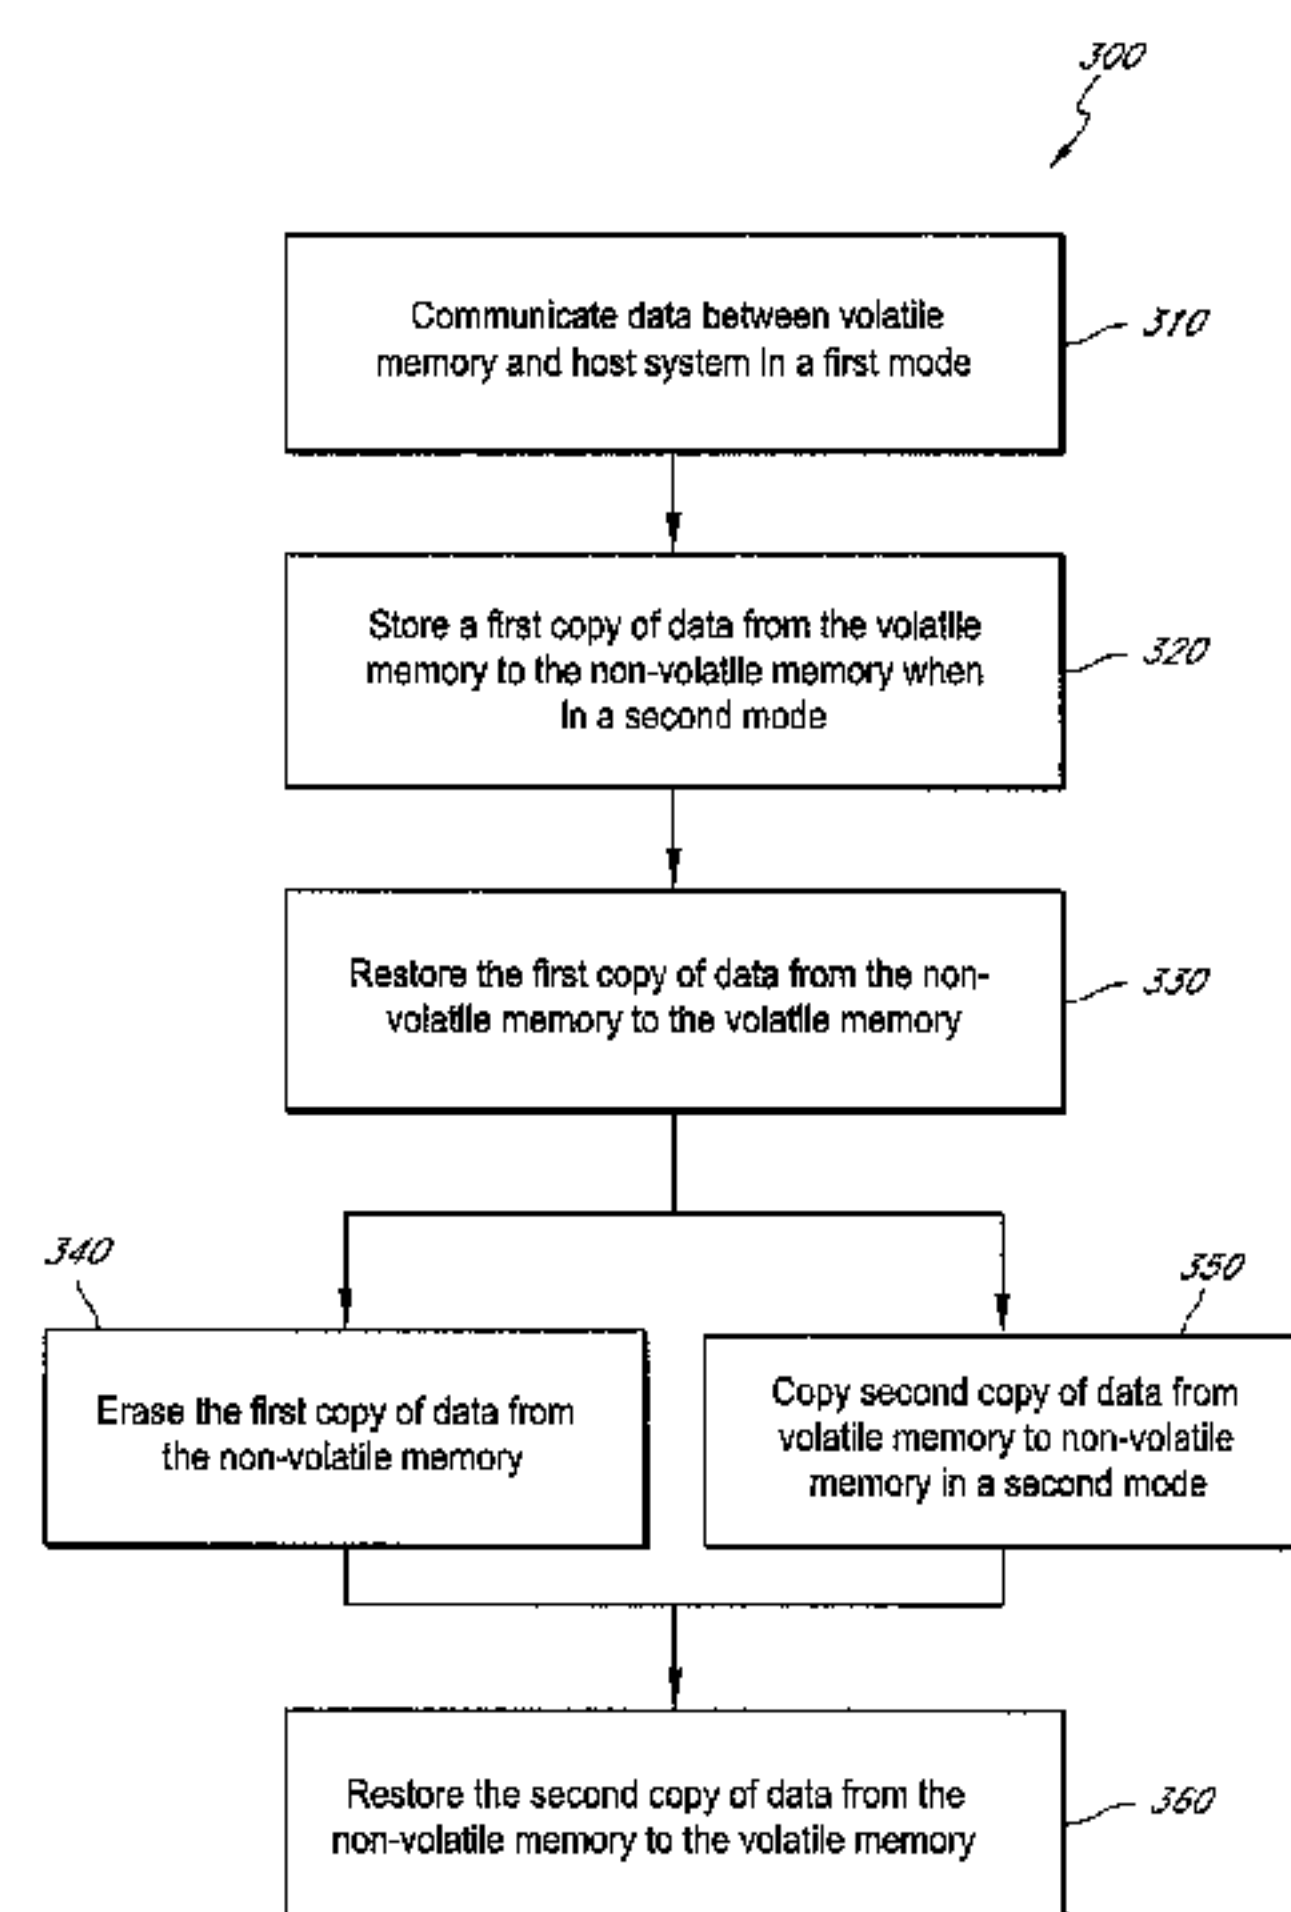 300
Communicate data between volatile
memory and host system in a first mode
310
Store a first copy of data from the volatile
memory to the non-volatile memory when
in a second mode
320
Restore the first copy of data from the non-
volatile memory to the volatile memory
330
340
Erase the first copy of data from
the non-volatile memory
350
Copy second copy of data from
volatile memory to non-volatile
memory in a second mode
Restore the second copy of data from the
non-volatile memory to the volatile memory
360